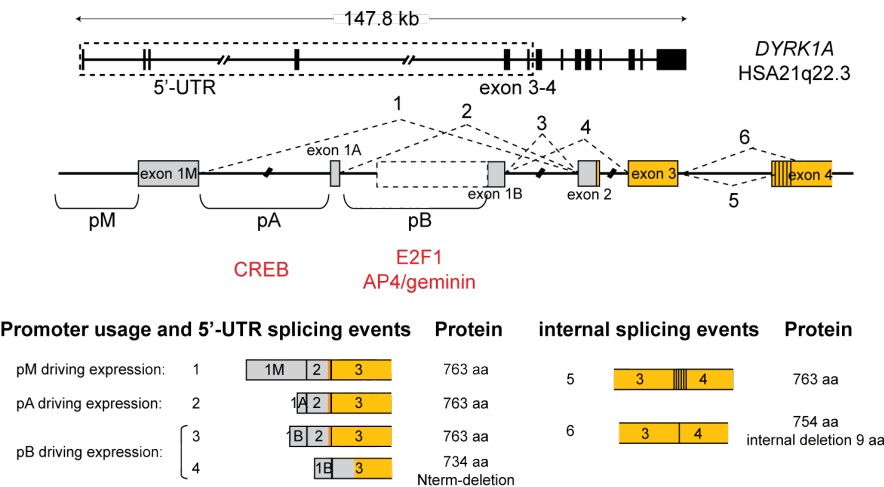 147.8 kb
DYRK1A
HSA21q22.3
5’-UTR
exon 3-4
1
2
3
4
6
exon 1A
exon 1M
exon 1B
exon 2
exon 3
exon 4
5
pM
pA
pB
CREB
E2F1
AP4/geminin
Promoter usage and 5’-UTR splicing events
Protein
pM driving expression:
1
1M
2
3
763 aa
pA driving expression:
2
1A
2
3
763 aa
pB driving expression:
3
1B
2
3
763 aa
4
1B
3
734 aa
Nterm-deletion
internal splicing events
Protein
5
3
4
763 aa
6
3
4
754 aa
internal deletion 9 aa